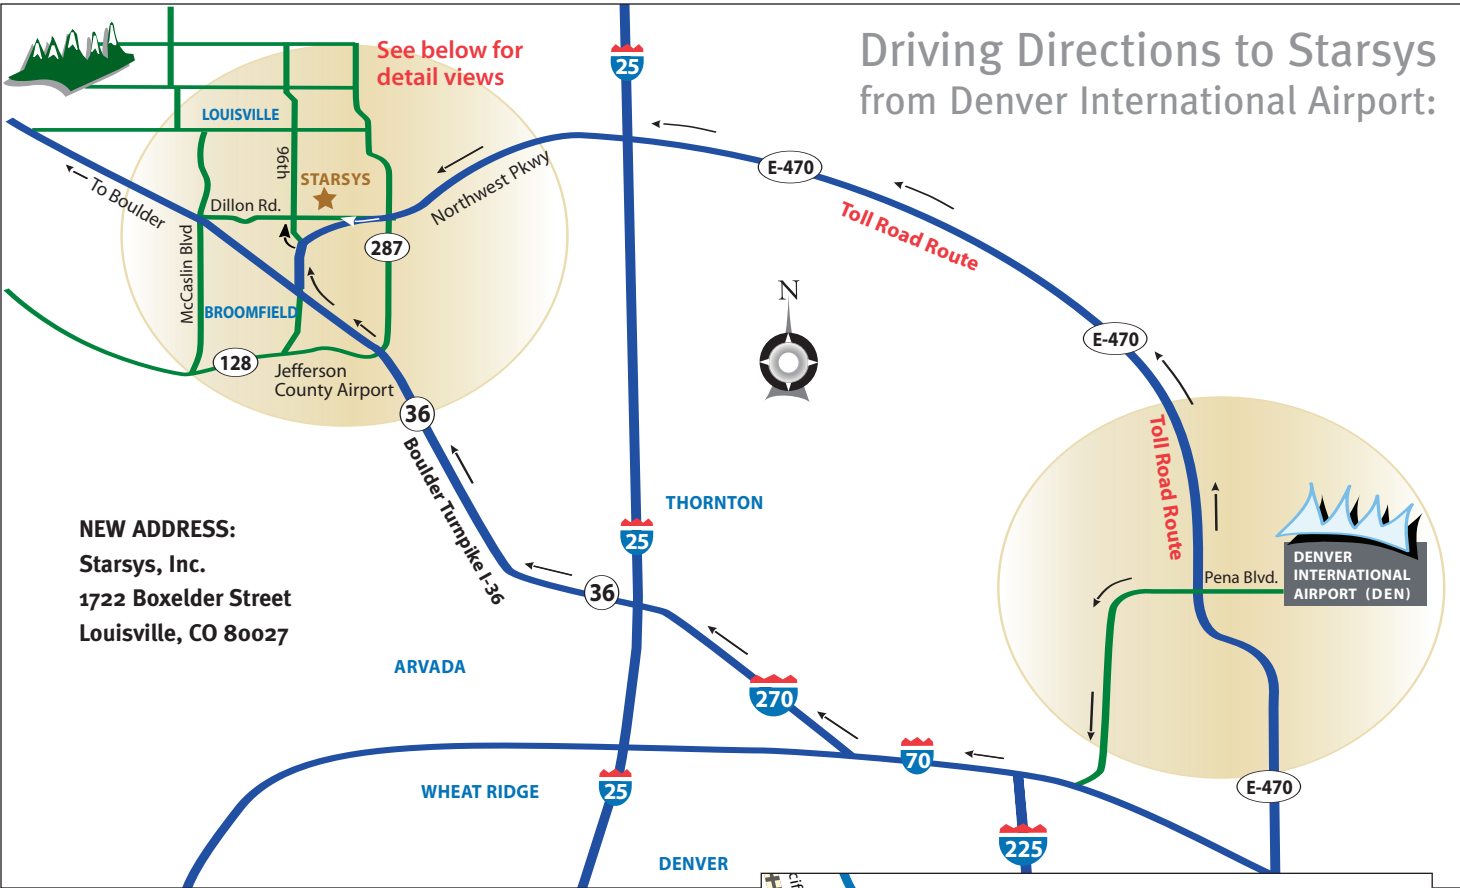 Driving Directions to Starsys
from Denver International Airport:
See below for
detail views
25
LOUISVILLE
96th
STARSYS
Dillon Rd.
To Boulder
McCaslin Blvd
Northwest Pkwy
287
E-470
Toll Road Route
BROOMFIELD
128
Jefferson
County Airport
N
E-470
36
Boulder Turnpike I-36
Toll Road Route
THORNTON
25
NEW ADDRESS:
Starsys, Inc.
1722 Boxelder Street
Louisville, CO 80027
36
Pena Blvd.
DENVER
INTERNATIONAL
AIRPORT (DEN)
ARVADA
270
70
WHEAT RIDGE
25
E-470
225
DENVER